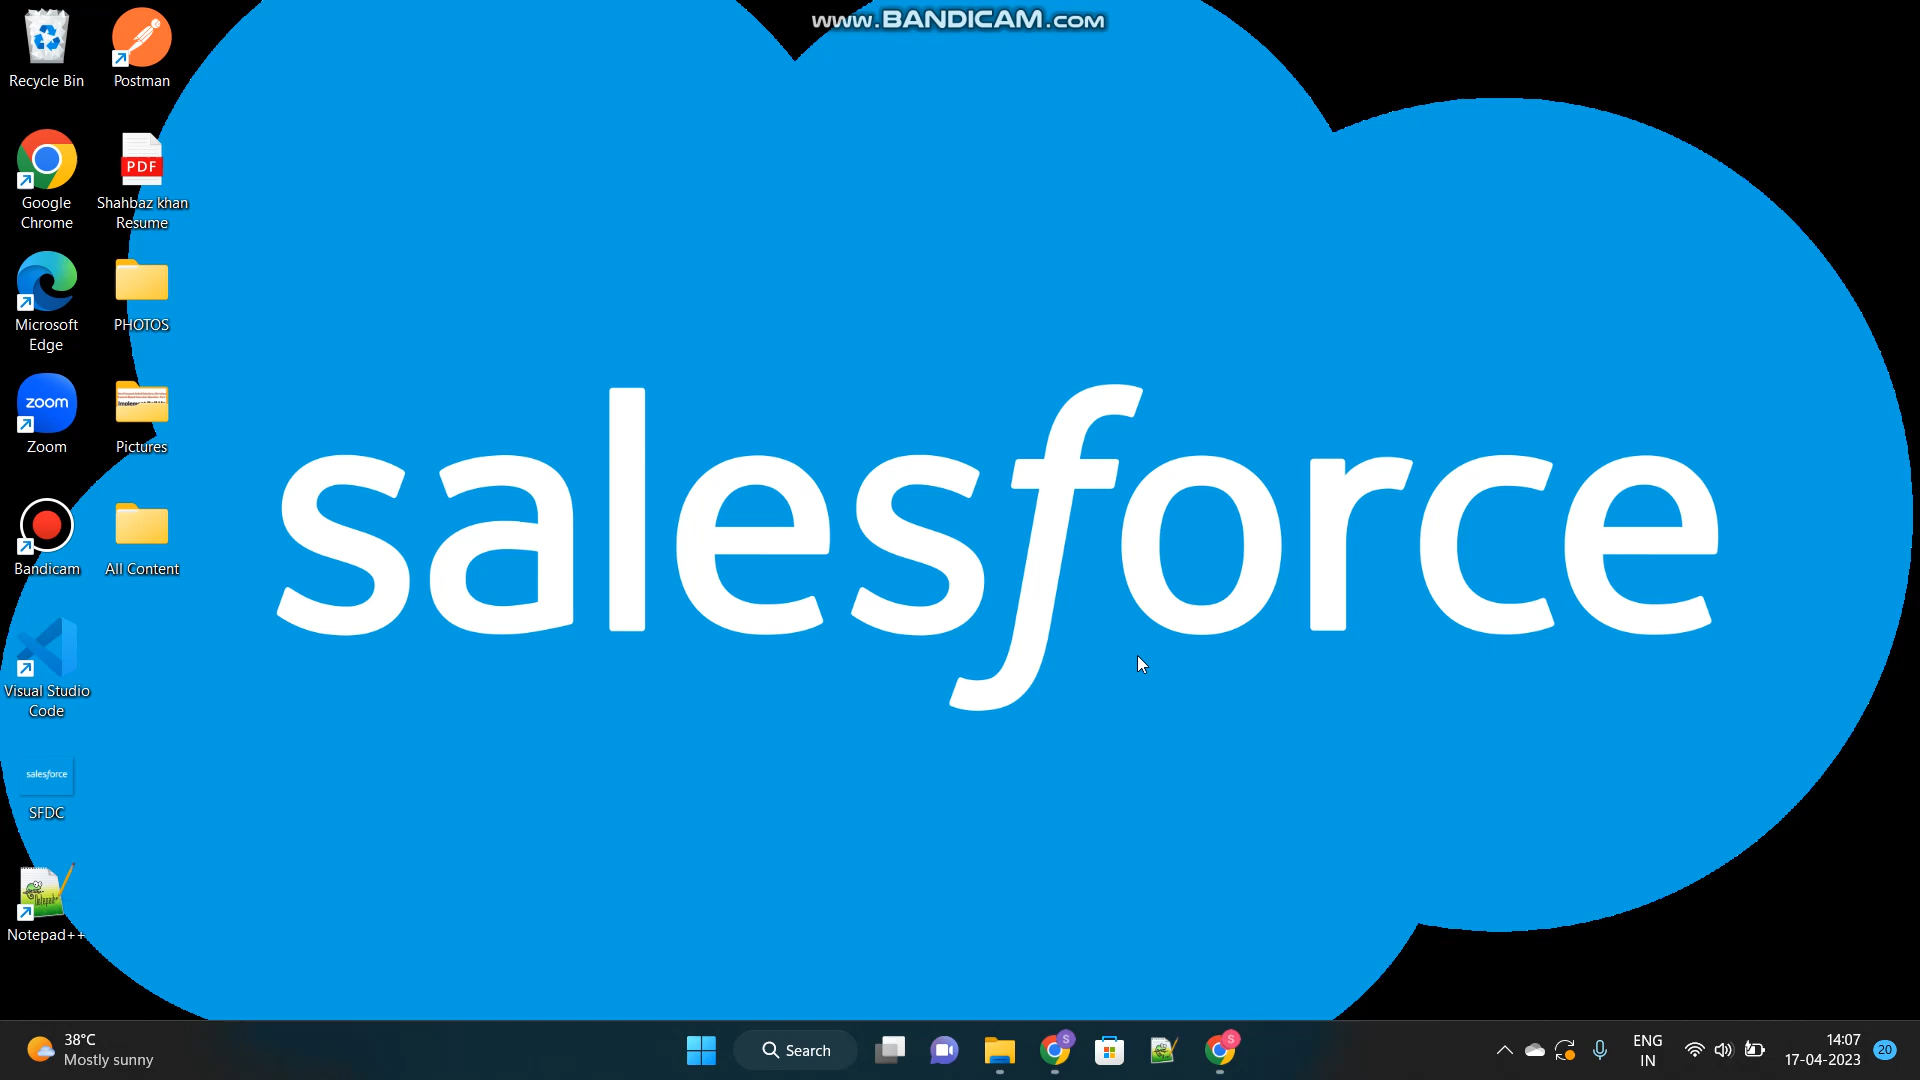 www.BANDICAM.com
Recycle Bin
Postman
Google
Chrome
PDF
Shahbaz khan
Resume
Microsoft
Edge
PHOTOS
zoom
Zoom
Pictures
Bandicam
All Content
Visual Studio
Code
salesforce
SFDC
Notepad++
salesforce
38°C
Mostly sunny
Search
S
S
ENG
IN
14:07
17-04-2023
20